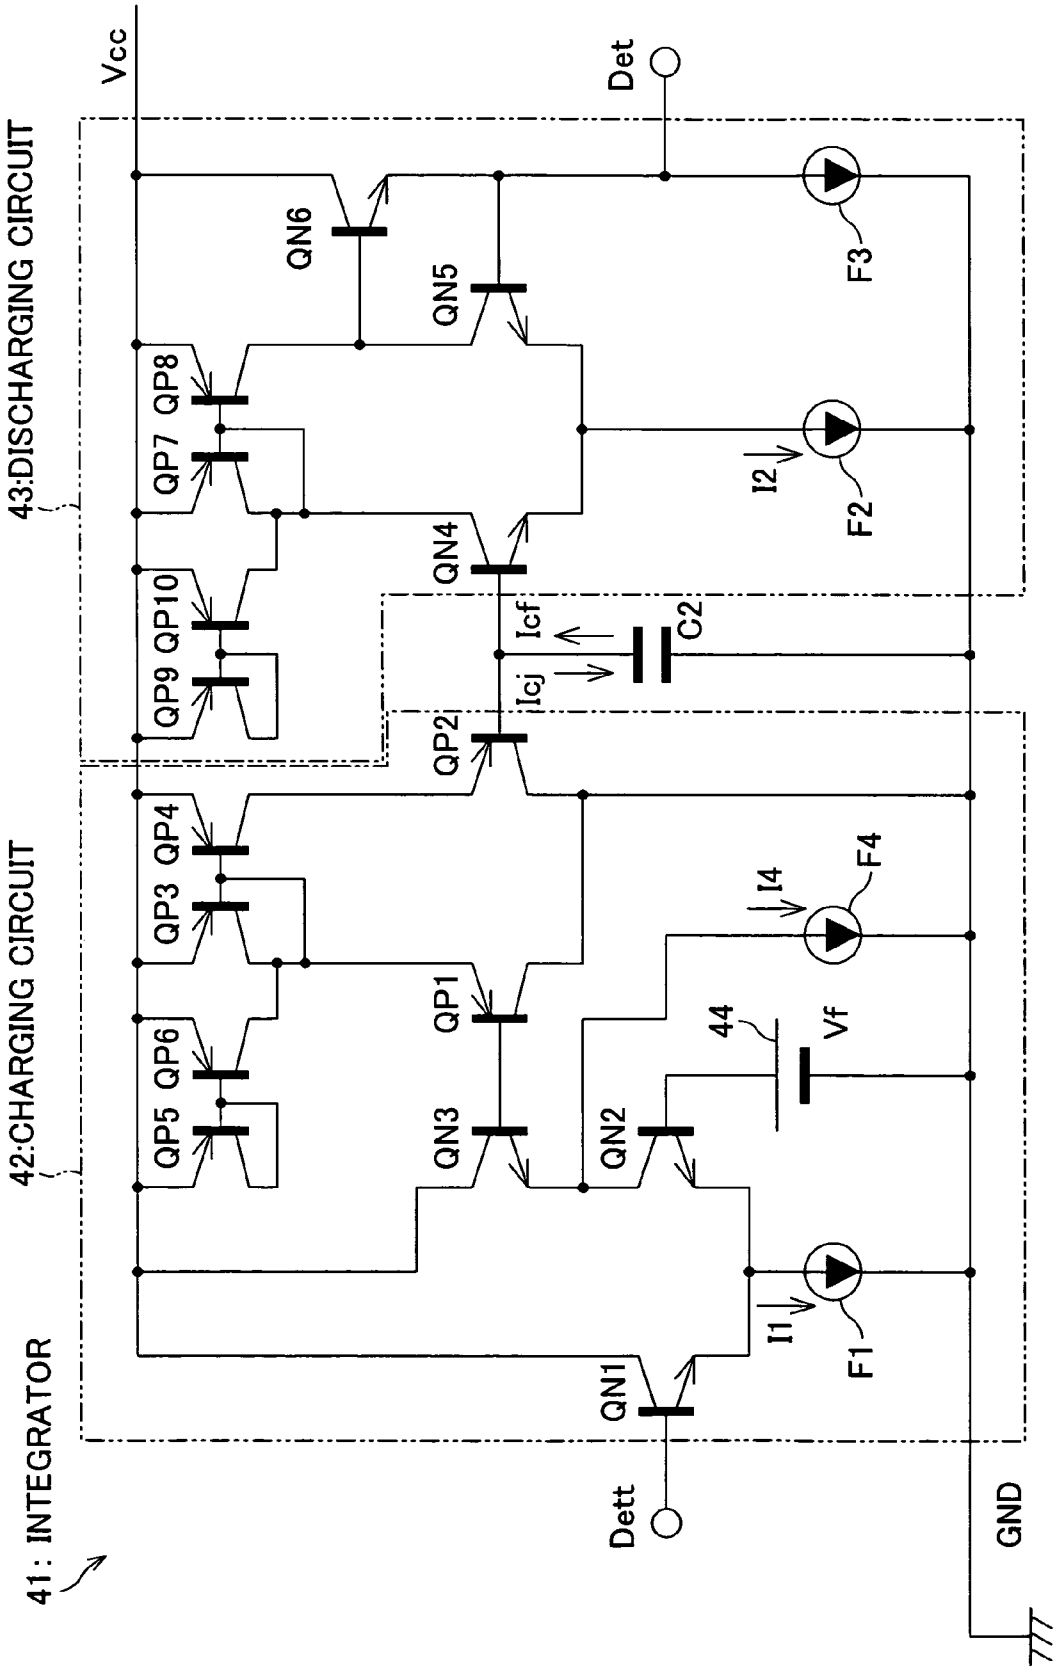 41: INTEGRATOR
42:CHARGING CIRCUIT
43:DISCHARGING CIRCUIT
Vcc
QP5
QP6
QP3
QP4
QP9
QP10
QP7
QP8
QN6
QN3
QP1
QP2
QN4
QN5
Icj
Icf
C2
Dett
QN1
QN2
44
Vf
Det
I1
F1
I4
F4
I2
F2
F3
GND